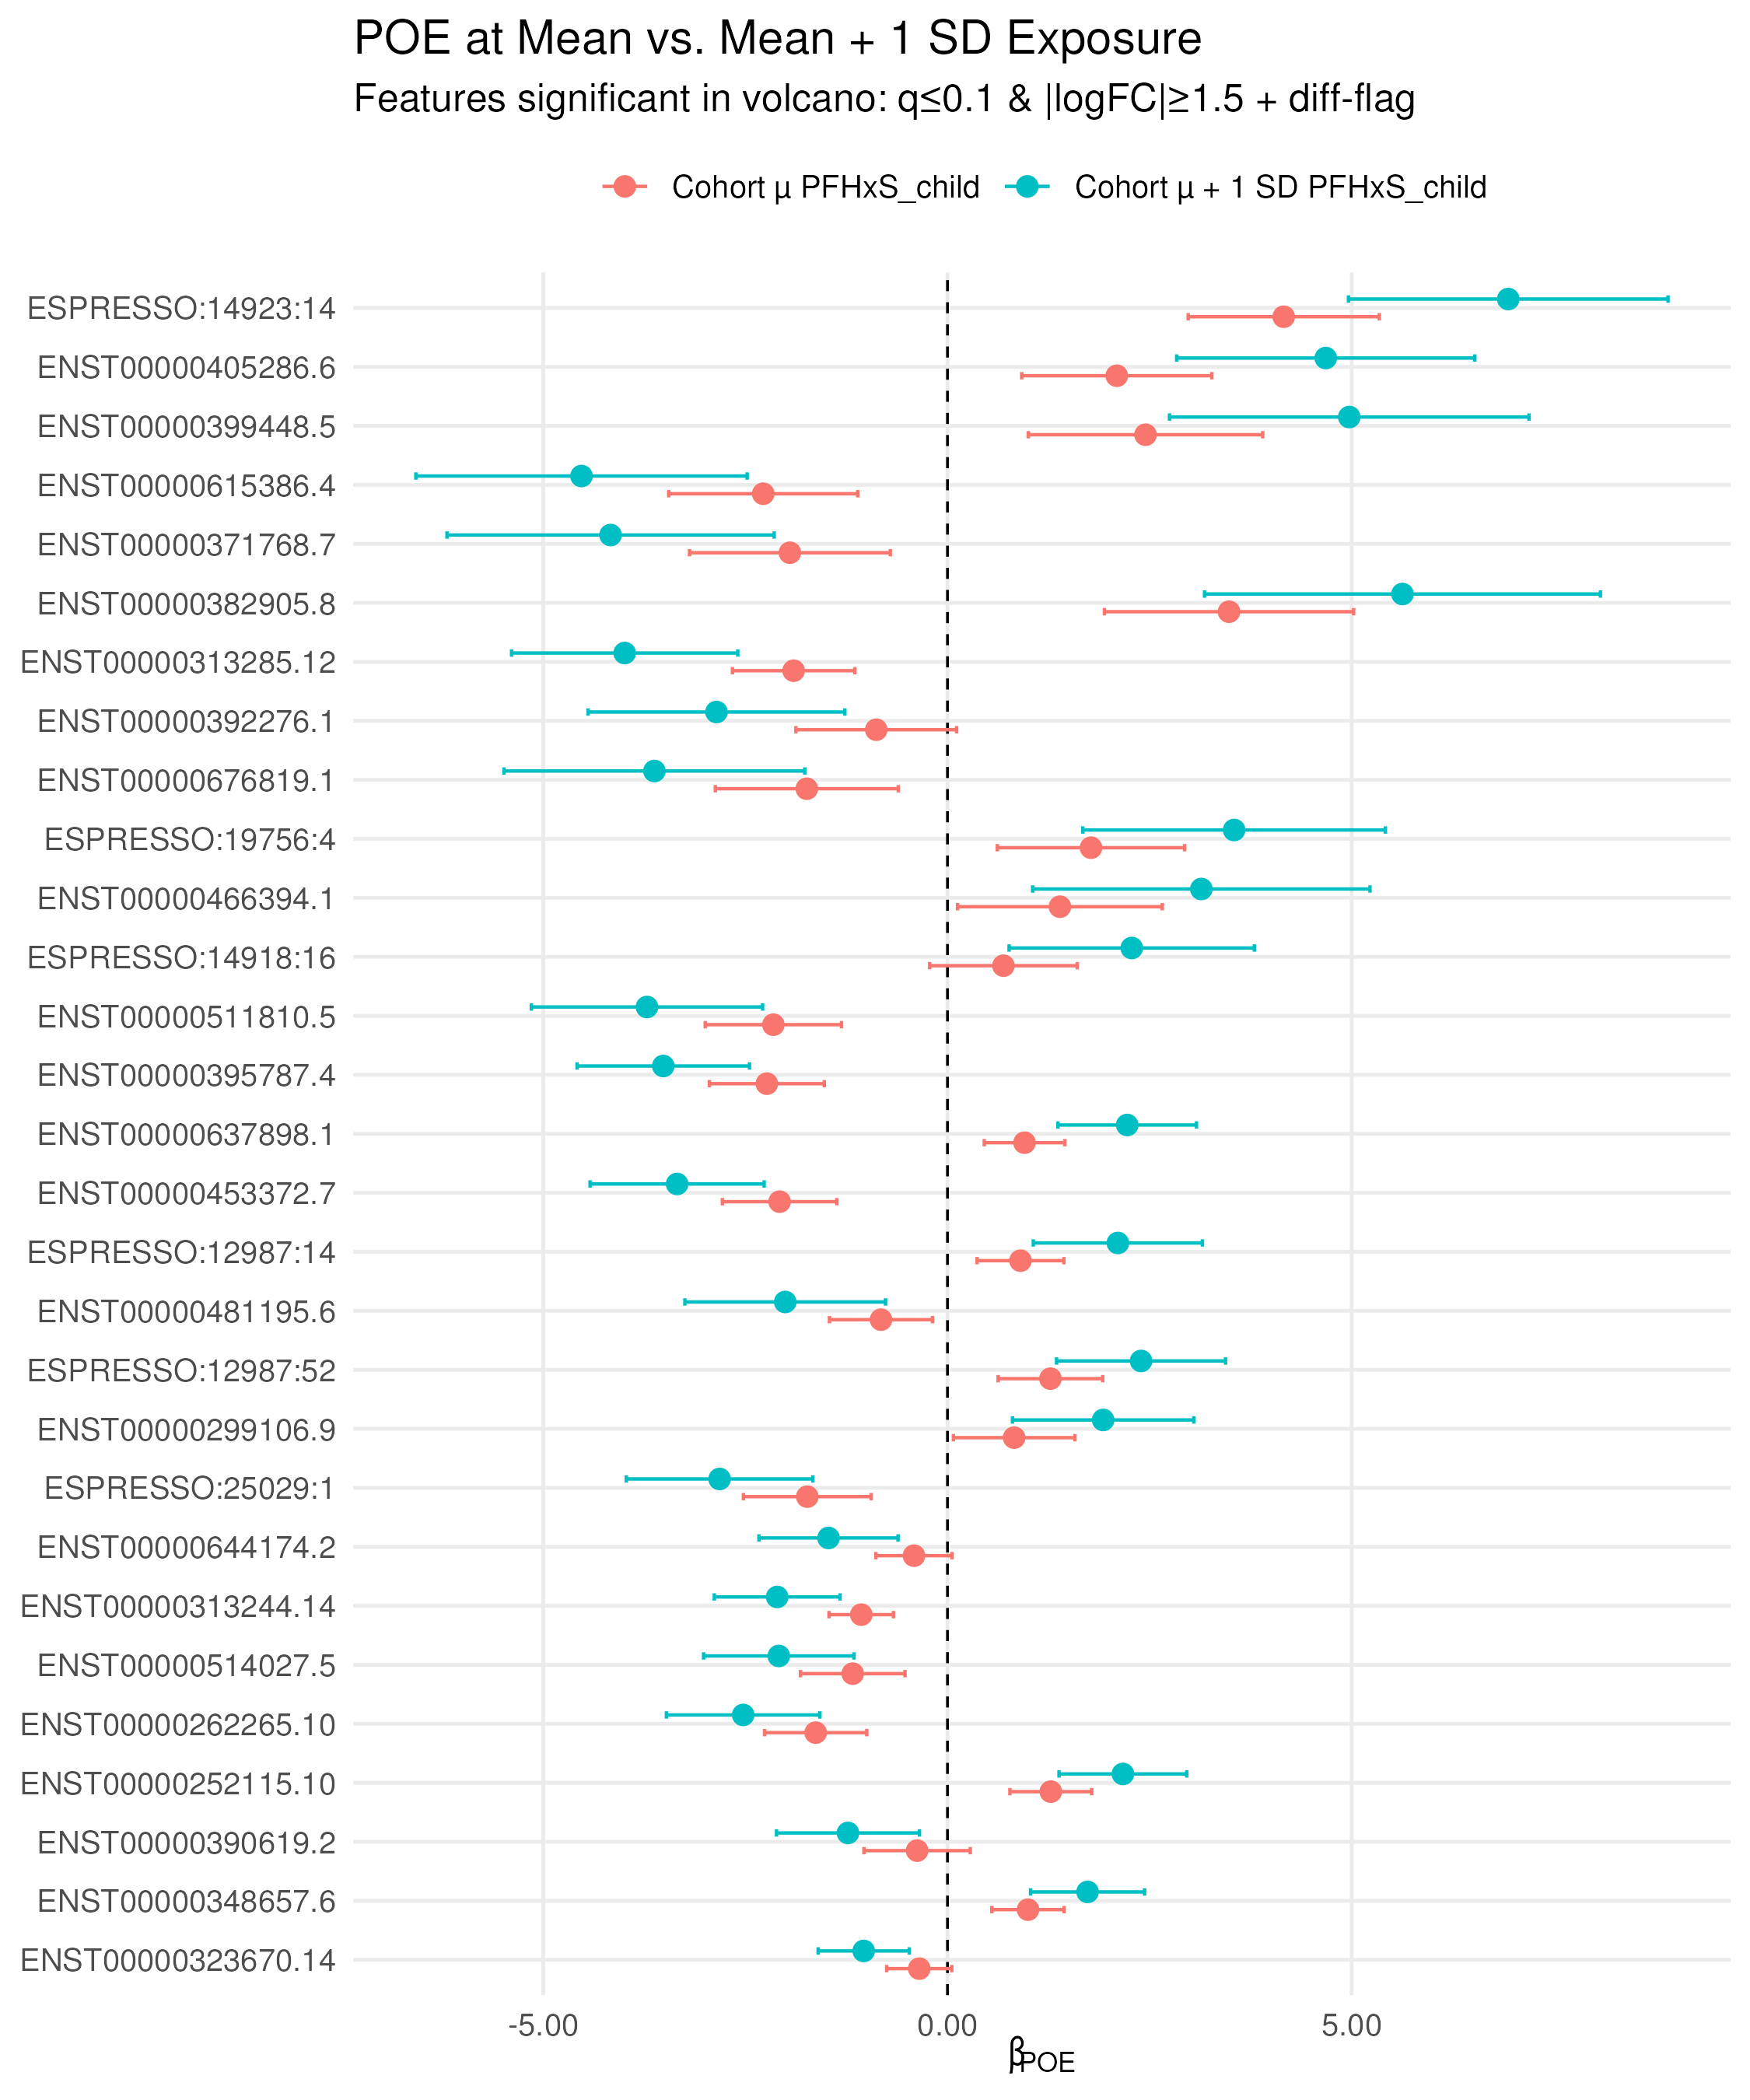 POE at Mean vs. Mean + 1 SD Exposure
Features significant in volcano: q≤0.1 & |logFC|≥1.5 + diff-flag
Cohort µ PFHxS_child Cohort µ + 1 SD PFHxS_child
ESPRESSO:14923:14
ENST00000405286.6
ENST00000399448.5
ENST00000615386.4
ENST00000371768.7
ENST00000382905.8
ENST00000313285.12
ENST00000392276.1
ENST00000676819.1
ESPRESSO:19756:4
ENST00000466394.1
ESPRESSO:14918:16
ENST00000511810.5
ENST00000395787.4
ENST00000637898.1
ENST00000453372.7
ESPRESSO:12987:14
ENST00000481195.6
ESPRESSO:12987:52
ENST00000299106.9
ESPRESSO:25029:1
ENST00000644174.2
ENST00000313244.14
ENST00000514027.5
ENST00000262265.10
ENST00000252115.10
ENST00000390619.2
ENST00000348657.6
ENST00000323670.14
-5.00 0.00 5.00
βPOE